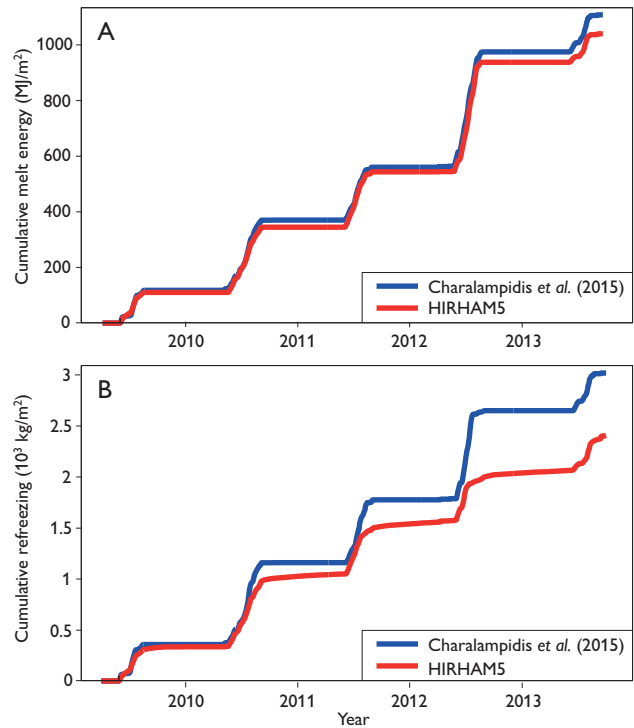 A
Cumulative melt energy (MJ/m²)
1000
800
600
400
200
0
2010
2011
2012
2013
Charalampidis et al. (2015)
HIRHAM5
B
Cumulative refreezing (10³ kg/m²)
3
2.5
2
1.5
1
0.5
0
2010
2011
2012
2013
Year
Charalampidis et al. (2015)
HIRHAM5